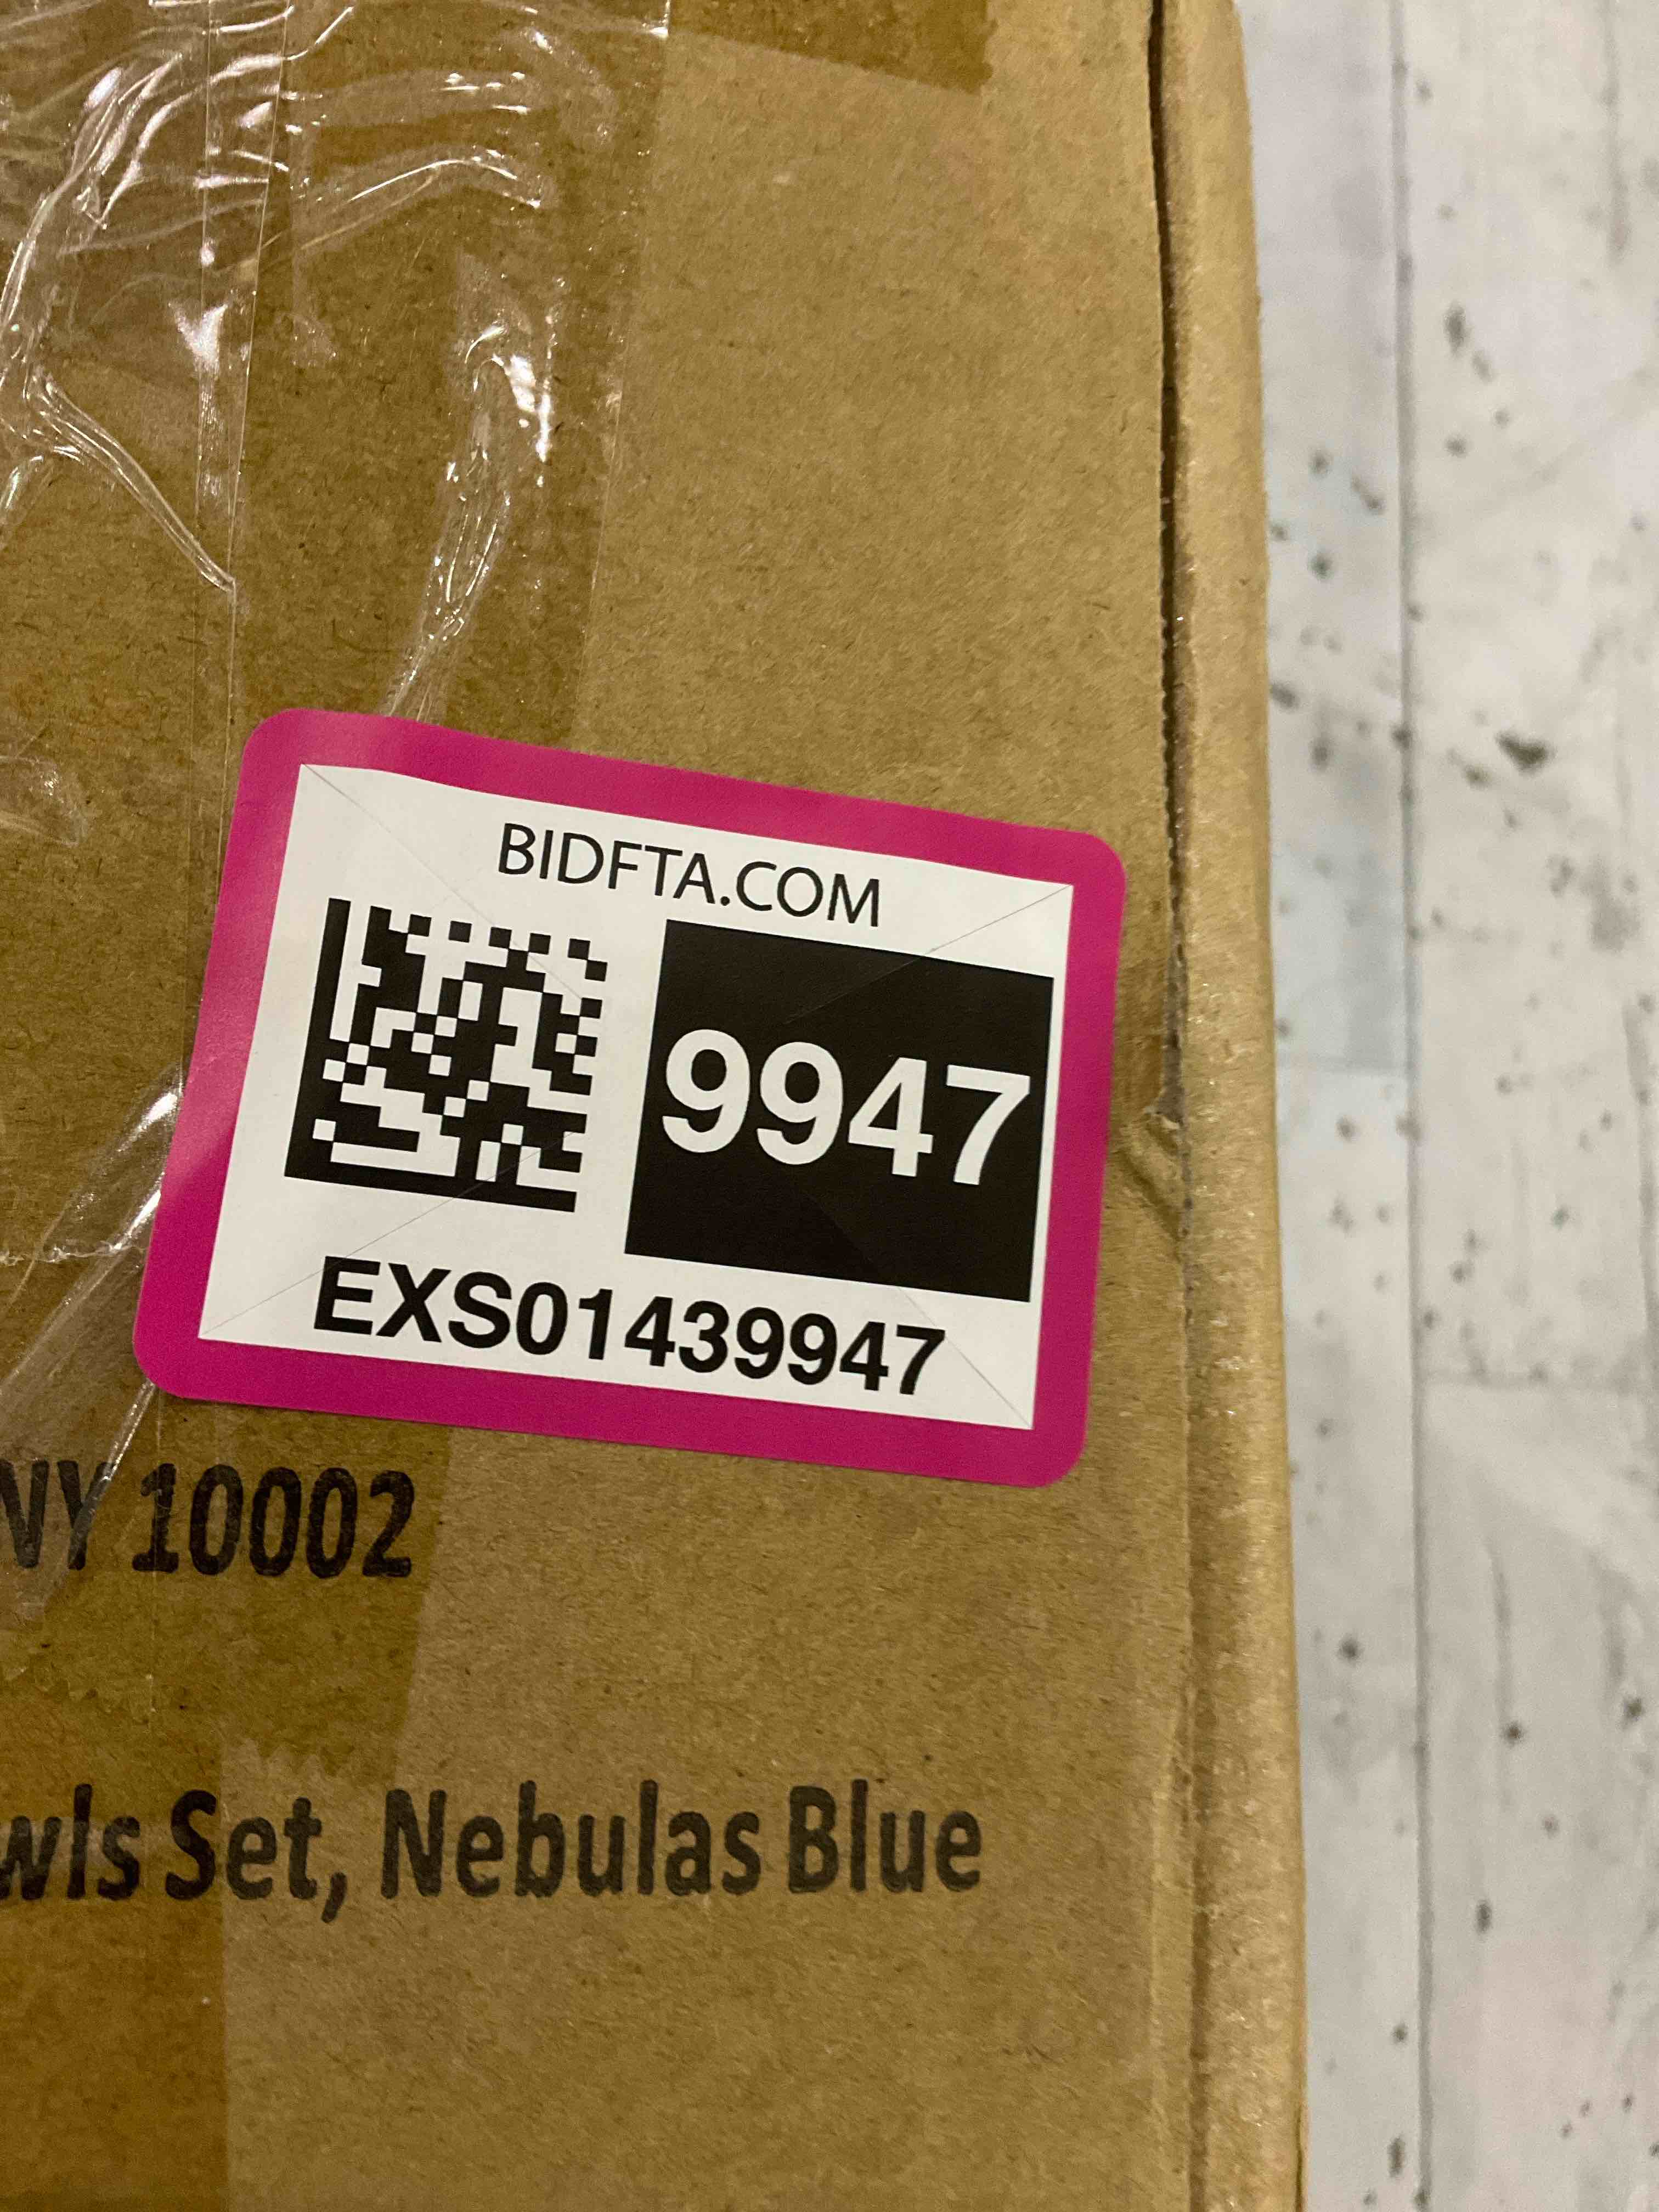 BIDFTA.COM
9947
EXS01439947
NY 10002
wls Set, Nebulas Blue